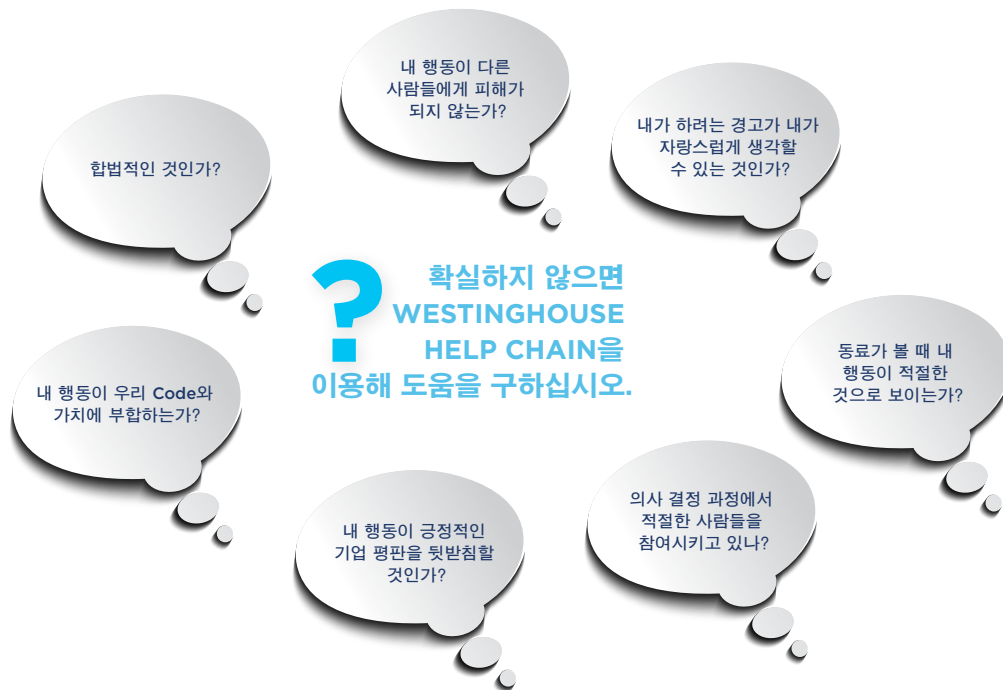 내 행동이 다른
사람들에게 피해가
되지 않는가?
합법적인 것인가?
내가 하려는 경고가 내가
자랑스럽게 생각할
수 있는 것인가?
?
확실하지 않으면
WESTINGHOUSE
HELP CHAIN을
이용해 도움을 구하십시오.
내 행동이 우리 Code와
가치에 부합하는가?
동료가 볼 때 내
행동이 적절한
것으로 보이는가?
내 행동이 긍정적인
기업 평판을 뒷받침할
것인가?
의사 결정 과정에서
적절한 사람들을
참여시키고 있나?